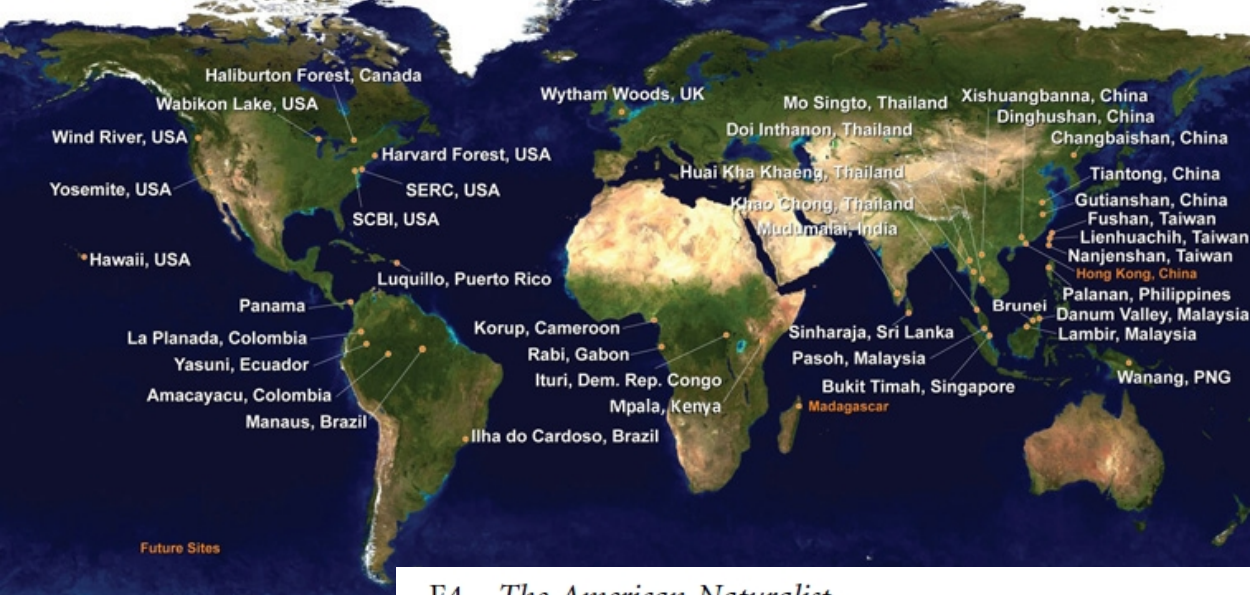 Haliburton Forest, Canada
Wabikon Lake, USA
Wind River, USA
Harvard Forest, USA
Yosemite, USA
SERC, USA
SCBI, USA
Hawaii, USA
Luquillo, Puerto Rico
Panama
La Planada, Colombia
Yasuni, Ecuador
Amacayacu, Colombia
Manaus, Brazil
Ilha do Cardoso, Brazil
Wytham Woods, UK
Korup, Cameroon
Rabi, Gabon
Ituri, Dem. Rep. Congo
Mpala, Kenya
Madagascar
Mo Singto, Thailand
Doi Inthanon, Thailand
Huai Kha Khaeng, Thailand
Khao Chong, Thailand
Mudumalai, India
Sinharaja, Sri Lanka
Pasoh, Malaysia
Bukit Timah, Singapore
Xishuangbanna, China
Dinghushan, China
Changbaishan, China
Tiantong, China
Gutianshan, China
Fushan, Taiwan
Lienhuachih, Taiwan
Nanjenshan, Taiwan
Hong Kong, China
Brunei
Palanan, Philippines
Danum Valley, Malaysia
Lambir, Malaysia
Wanang, PNG
Future Sites
E4 The American Naturalist